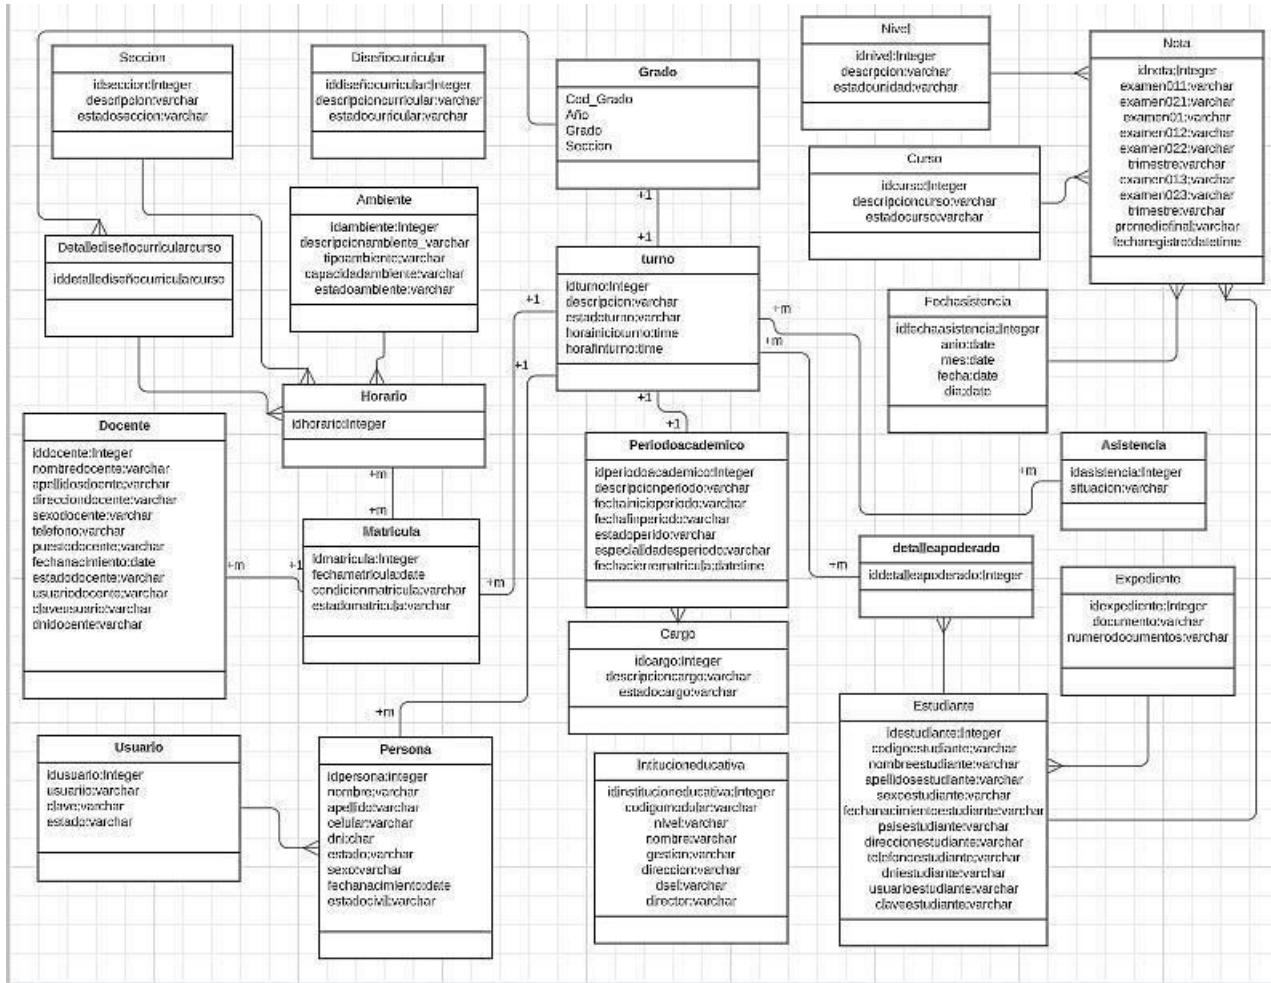 Seccion
idseccion:Integer
descripcion:varchar
estadoseccion:varchar
Diseñocurricular
iddiseñocurricular:Integer
descripcioncurricular:varchar
estadocurricular:varchar
Grado
Cod_Grado
Año
Grado
Seccion
Nivel
idnivel:Integer
descrpcion:varchar
estadounidad:varchar
Nota
idnota:Integer
examen011:varchar
examen021:varchar
examen01:varchar
examen012:varchar
examen022:varchar
trimestre:varchar
examen013:varchar
examen023:varchar
trimestre:varchar
promediofinal:varchar
fecharegistro:datetime
Curso
idcurso:Integer
descripcioncurso:varchar
estadocurso:varchar
Ambiente
idambiente:Integer
descripcionambiente_varchar
tipoambiente:varchar
capacidadambiente:varchar
estadoambiente:varchar
Detallediseñocurricularcurso
iddetallediseñocurricularcurso
+1
+1
turno
idturno:Integer
descripcion:varchar
estadoturno:varchar
horainicioturno:time
horafinturno:time
+1
+1
+m
+m
+1
+1
Fechasistencia
idfechaasistencia:Integer
anio:date
mes:date
fecha:date
dia:date
Horario
idhorario:Integer
+m
+m
Docente
iddocente:Integer
nombredocente:varchar
apellidosdocente:varchar
direcciondocente:varchar
sexodocente:varchar
telefono:varchar
puestodocente:varchar
fechanacimiento:date
estadodocente:varchar
usuariodocente:varchar
claveusuario:varchar
dnidocente:varchar
+m
+1
Matricula
idmatricula:Integer
fechamatricula:date
condicionmatricula:varchar
estadomatricula:varchar
+m
Periodoacademico
idperiodoacademico:Integer
descripcionperiodo:varchar
fechainicioperiodo:varchar
fechafinperiodo:varchar
estadoperido:varchar
especialidadesperiodo:varchar
fechacierrematricula:datetime
Asistencia
idasistencia:Integer
situacion:varchar
+m
detalleapoderado
iddetalleapoderado:Integer
+m
Expediente
idexpediente:Integer
documento:varchar
numerodocumentos:varchar
Cargo
idcargo:Integer
descripcioncargo:varchar
estadocargo:varchar
Estudiante
idestudiante:Integer
codigoestudiante:varchar
nombreestudiante:varchar
apellidosestudiante:varchar
sexoestudiante:varchar
fechanacimientoestudiante:varchar
paisestudiante:varchar
direccionestudiante:varchar
telefonoestudiante:varchar
dniestudiante:varchar
usuarioestudiante:varchar
claveestudiante:varchar
+m
Usuario
idusuario:Integer
usuario:varchar
clave:varchar
estado:varchar
Persona
idpersona:integer
nombre:varchar
apellido:varchar
celular:varchar
dni:char
estado:varchar
sexo:varchar
fechanacimiento:date
estadocivil:varchar
Intitucioneducativa
idinstitucioneducativa:Integer
codigomodular:varchar
nivel:varchar
nombre:varchar
gestion:varchar
direccion:varchar
dsel:varchar
director:varchar